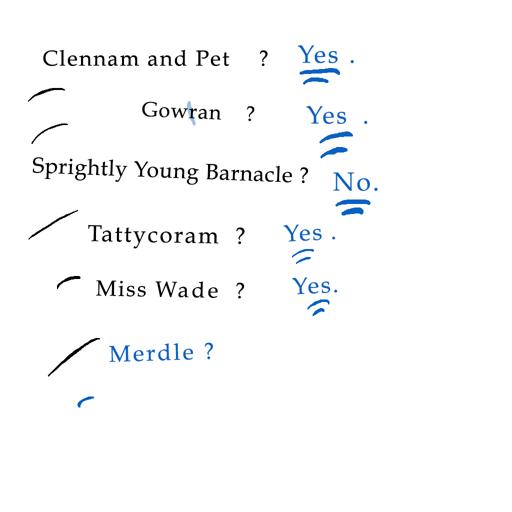 Clennam and Pet ? Yes .
Gowran ? Yes .
Sprightly Young Barnacle ? No.
Tattycoram ? Yes .
Miss Wade ? Yes.
Merdle ?